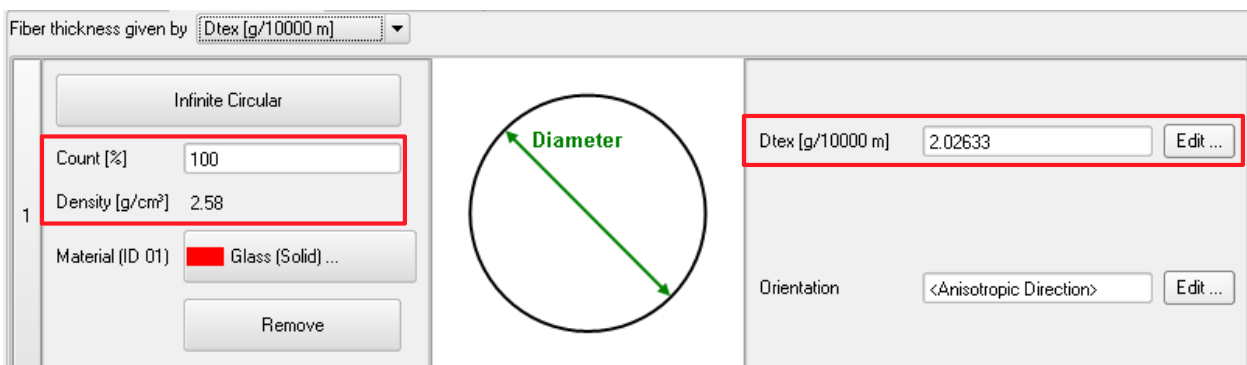 Fiber thickness given by Dtex [g/10000 m]
Infinite Circular
Count [%] 100
Density [g/cm³] 2.58
1
Material (ID 01) Glass (Solid) ...
Remove
Diameter
Dtex [g/10000 m] 2.02633 Edit ...
Orientation <Anisotropic Direction> Edit ...